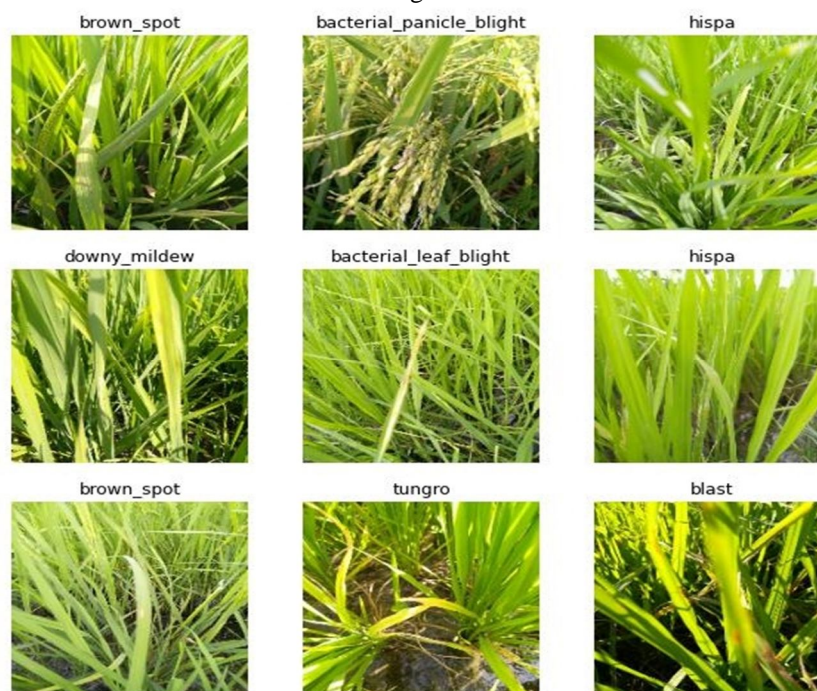 brown_spot
bacterial_panicle_blight
hispa
downy_mildew
bacterial_leaf_blight
hispa
brown_spot
tungro
blast